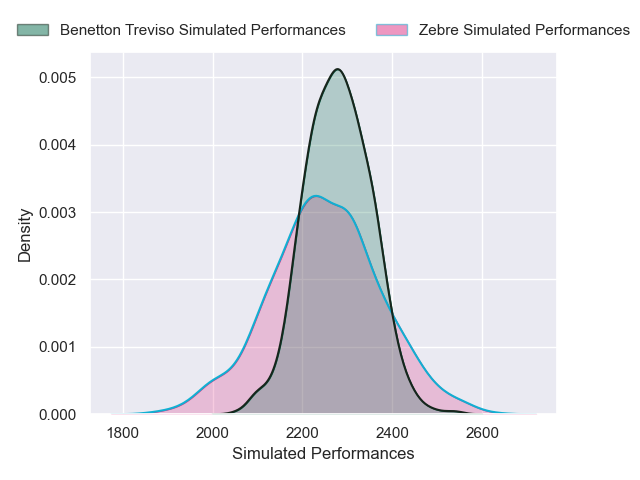 Benetton Treviso Simulated Performances
Zebre Simulated Performances
0.005
0.004
0.003
0.002
0.001
0.000
Density
1800 2000 2200 2400 2600
Simulated Performances